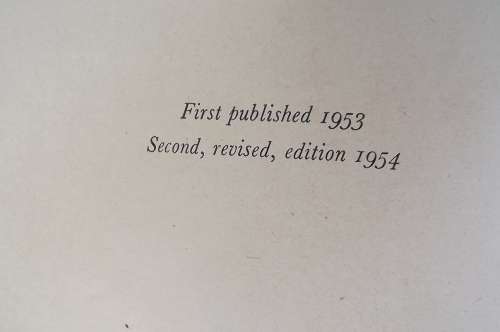 First published 1953
Second, revised, edition 1954